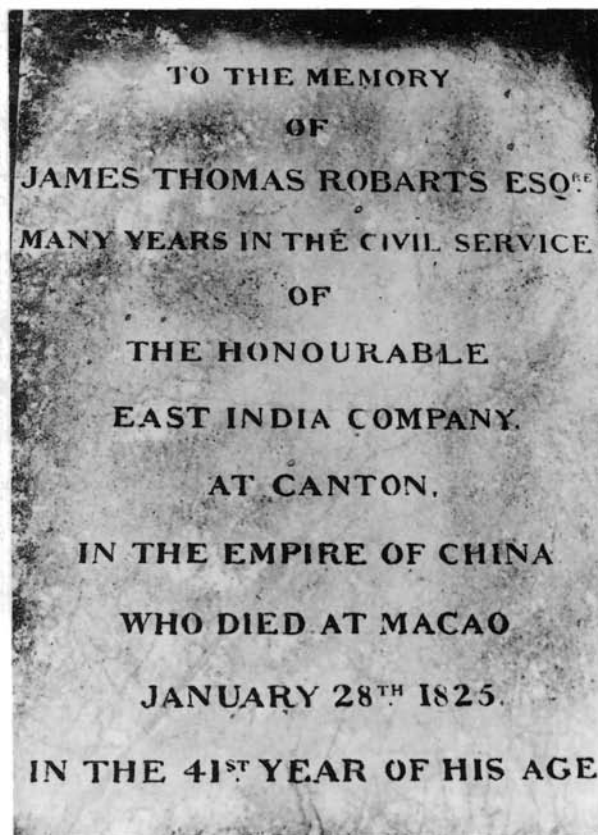 TO THE MEMORY
OF
JAMES THOMAS ROBARTS ESQ.RE
MANY YEARS IN THE CIVIL SERVICE
OF
THE HONOURABLE
EAST INDIA COMPANY.
AT CANTON,
IN THE EMPIRE OF CHINA
WHO DIED AT MACAO
JANUARY 28TH 1825.
IN THE 41ST YEAR OF HIS AGE